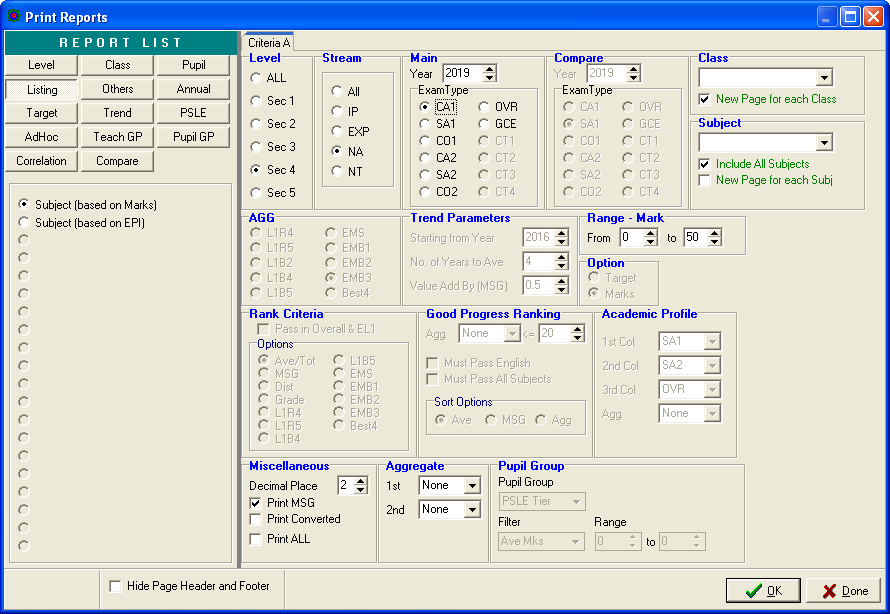 Print Reports
REPORT LIST
Level Class Pupil
Listing Others Annual
Target Trend PSLE
AdHoc Teach GP Pupil GP
Correlation Compare
Subject (based on Marks)
Subject (based on EPI)
Criteria A
Level
ALL
Sec 1
Sec 2
Sec 3
Sec 4
Sec 5
Stream
All
IP
EXP
NA
NT
Main
Year 2019
ExamType
CA1 OVR
SA1 GCE
CO1 CT1
CA2 CT2
SA2 CT3
CO2 CT4
Compare
Year 2019
ExamType
CA1 OVR
SA1 GCE
CO1 CT1
CA2 CT2
SA2 CT3
CO2 CT4
Class
New Page for each Class
Subject
Include All Subjects
New Page for each Subj
AGG
L1R4 EMS
L1R5 EMB1
L1B2 EMB2
L1B4 EMB3
L1B5 Best4
Trend Parameters
Starting from Year 2016
No. of Years to Ave 4
Value Add By (MSG) 0.5
Range - Mark
From 0 to 50
Option
Target
Marks
Rank Criteria
Pass in Overall & EL1
Options
Ave/Tot L1B5
MSG EMS
Dist EMB1
Grade EMB2
L1R4 EMB3
L1R5 Best4
L1B4
Good Progress Ranking
Agg None <= 20
Must Pass English
Must Pass All Subjects
Sort Options
Ave MSG Agg
Academic Profile
1st Col SA1
2nd Col SA2
3rd Col OVR
Agg None
Miscellaneous
Decimal Place 2
Print MSG
Print Converted
Print ALL
Aggregate
1st None
2nd None
Pupil Group
Pupil Group
PSLE Tier
Filter Range
Ave Mks 0 to 0
Hide Page Header and Footer
OK Done